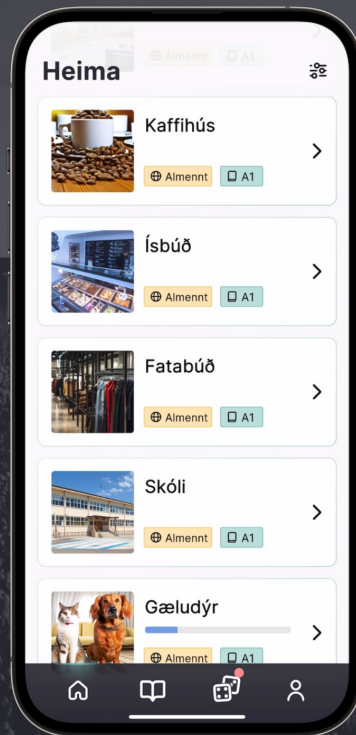 Heima
Kaffihús
Almennt A1
Ísbúð
Almennt A1
Fatabúð
Almennt A1
Skóli
Almennt A1
Gæludýr
Almennt A1